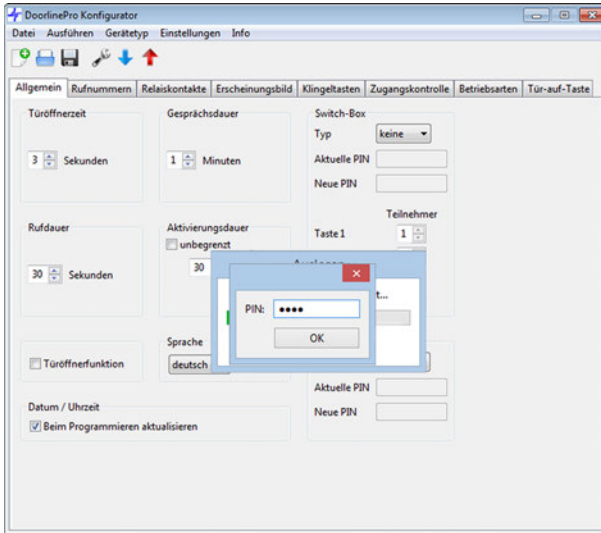 DoorlinePro Konfigurator
Datei Ausführen Gerätetyp Einstellungen Info
Allgemein Rufnummern Relaiskontakte Erscheinungsbild Klingeltasten Zugangskontrolle Betriebsarten Tür-auf-Taste
Türöffnerzeit
3 Sekunden
Gesprächsdauer
1 Minuten
Switch-Box
Typ keine
Aktuelle PIN
Neue PIN
Teilnehmer
Taste 1 1
Rufdauer
30 Sekunden
Aktivierungsdauer
unbegrenzt
30
t...
PIN: ●●●●
OK
Türöffnerfunktion
Sprache
deutsch
Aktuelle PIN
Neue PIN
Datum / Uhrzeit
Beim Programmieren aktualisieren